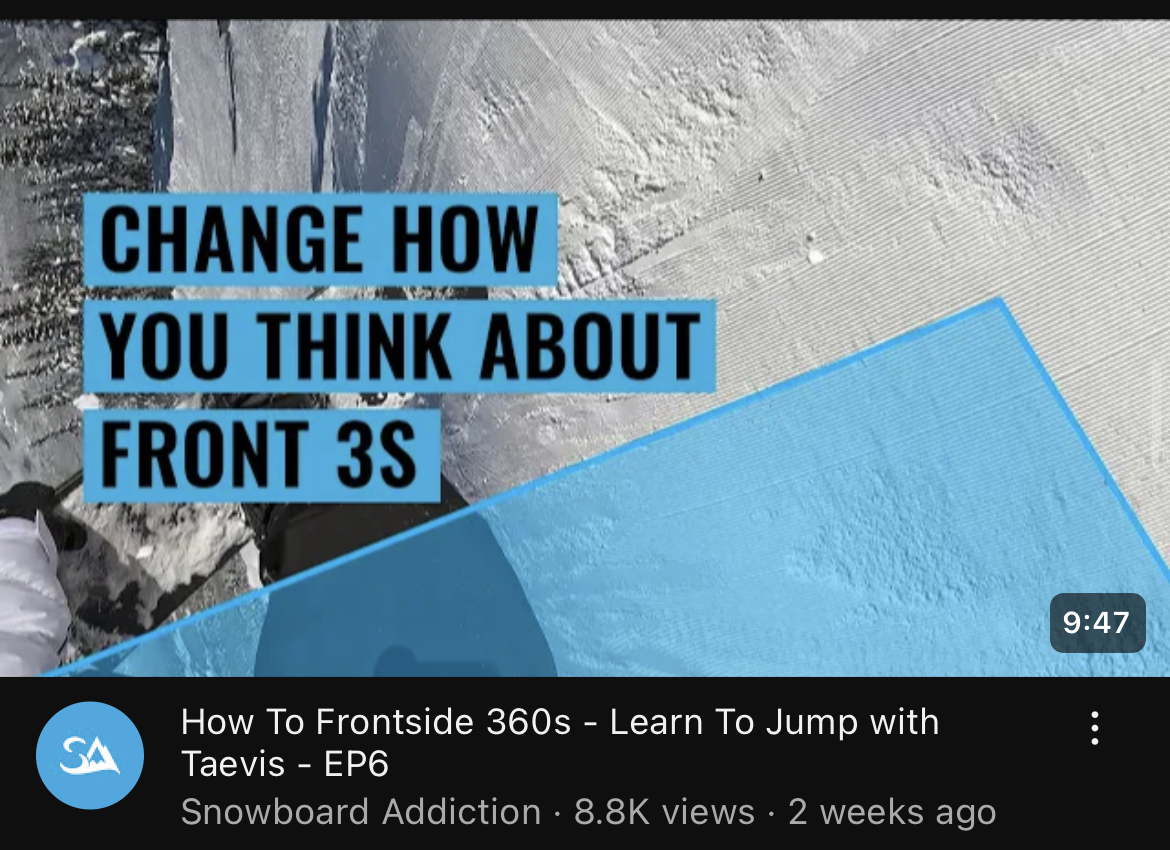 CHANGE HOW
YOU THINK ABOUT
FRONT 3S
9:47
SA
How To Frontside 360s - Learn To Jump with
Taevis - EP6
Snowboard Addiction · 8.8K views · 2 weeks ago